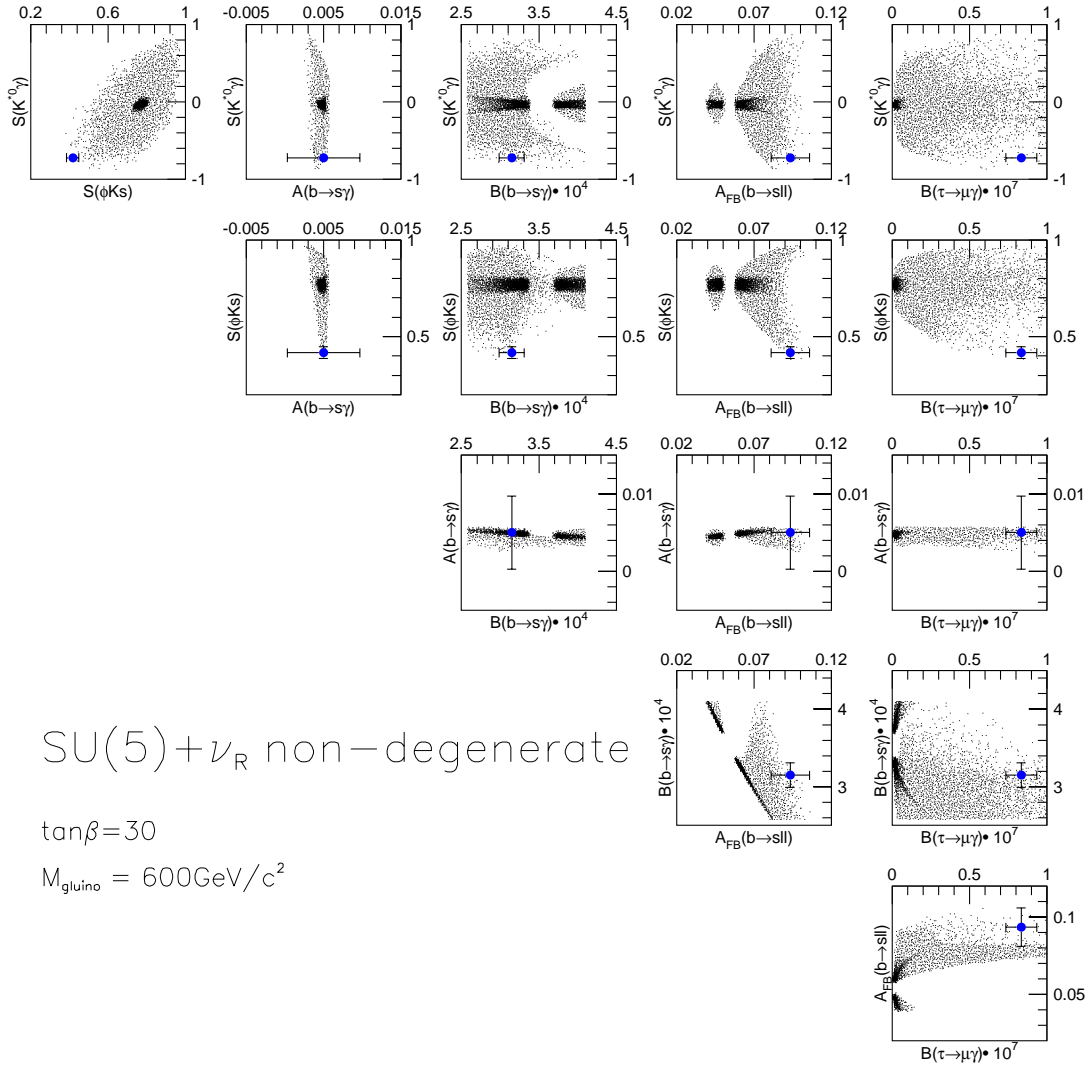 0.2 0.6 1 -0.005 0.005 0.015 2.5 3.5 4.5 0.02 0.07 0.12 0 0.5 1
S(K*0γ) 1 0 -1 S(K*0γ) 1 0 -1 S(K*0γ) 1 0 -1 S(K*0γ) 1 0 -1 S(K*0γ) 1 0 -1
S(ϕKs) A(b→sγ) B(b→sγ)• 10⁴ A_FB(b→sll) B(τ→μγ)• 10⁷
-0.005 0.005 0.015 2.5 3.5 4.5 0.02 0.07 0.12 0 0.5 1
S(ϕKs) 1 0.5 S(ϕKs) 1 0.5 S(ϕKs) 1 0.5 S(ϕKs) 1 0.5
A(b→sγ) B(b→sγ)• 10⁴ A_FB(b→sll) B(τ→μγ)• 10⁷
2.5 3.5 4.5 0.02 0.07 0.12 0 0.5 1
A(b→sγ) 0.01 0 A(b→sγ) 0.01 0 A(b→sγ) 0.01 0
B(b→sγ)• 10⁴ A_FB(b→sll) B(τ→μγ)• 10⁷
0.02 0.07 0.12 0 0.5 1
B(b→sγ)• 10⁴ 4 3 B(b→sγ)• 10⁴ 4 3
A_FB(b→sll) B(τ→μγ)• 10⁷
SU(5)+ν_R non-degenerate
tanβ=30
M_gluino = 600GeV/c²
0 0.5 1
A_FB(b→sll) 0.1 0.05
B(τ→μγ)• 10⁷